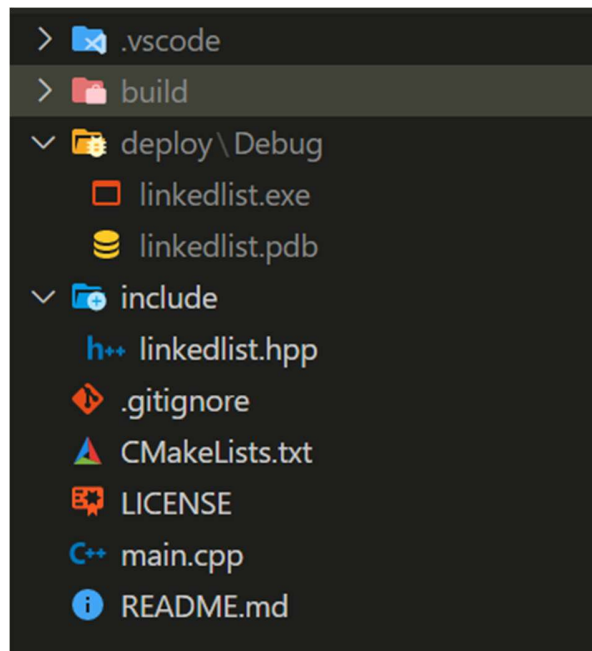 .vscode
build
deploy\Debug
linkedlist.exe
linkedlist.pdb
include
h++ linkedlist.hpp
.gitignore
CMakeLists.txt
LICENSE
C++ main.cpp
i README.md